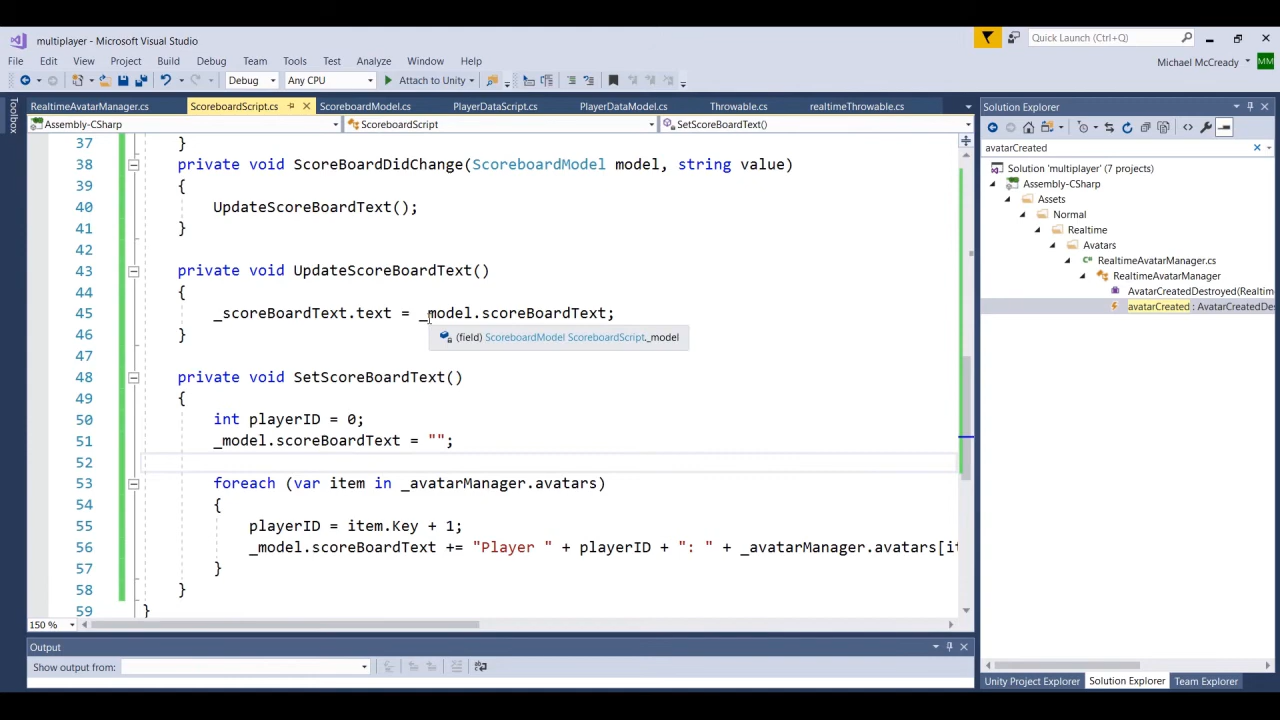 multiplayer - Microsoft Visual Studio
Quick Launch (Ctrl+Q)
File Edit View Project Build Debug Team Tools Test Analyze Window Help
Michael McCready MM
Debug Any CPU Attach to Unity
Toolbox
RealtimeAvatarManager.cs ScoreboardScript.cs ScoreboardModel.cs PlayerDataScript.cs PlayerDataModel.cs Throwable.cs realtimeThrowable.cs
Assembly-CSharp ScoreboardScript SetScoreBoardText()
37 }
38 private void ScoreBoardDidChange(ScoreboardModel model, string value)
39 {
40 UpdateScoreBoardText();
41 }
42
43 private void UpdateScoreBoardText()
44 {
45 _scoreBoardText.text = _model.scoreBoardText;
(field) ScoreboardModel ScoreboardScript._model
46 }
47
48 private void SetScoreBoardText()
49 {
50 int playerID = 0;
51 _model.scoreBoardText = "";
52
53 foreach (var item in _avatarManager.avatars)
54 {
55 playerID = item.Key + 1;
56 _model.scoreBoardText += "Player " + playerID + ": " + _avatarManager.avatars[it
57 }
58 }
59 }
150 %
Output
Show output from:
Solution Explorer
avatarCreated
Solution 'multiplayer' (7 projects)
Assembly-CSharp
Assets
Normal
Realtime
Avatars
RealtimeAvatarManager.cs
RealtimeAvatarManager
AvatarCreatedDestroyed(Realtim
avatarCreated : AvatarCreatedDes
Unity Project Explorer Solution Explorer Team Explorer